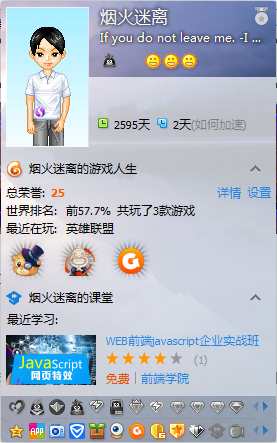 烟火迷离
If you do not leave me. -I ...
2595天 2天(如何加速)
烟火迷离的游戏人生
总荣誉: 25 详情 设置
世界排名: 前57.7% 共玩了3款游戏
最近在玩: 英雄联盟
烟火迷离的课堂
最近学习:
JAVAScript
网页特效
WEB前端javascript企业实战班
(1)
免费 | 前端学院
APP